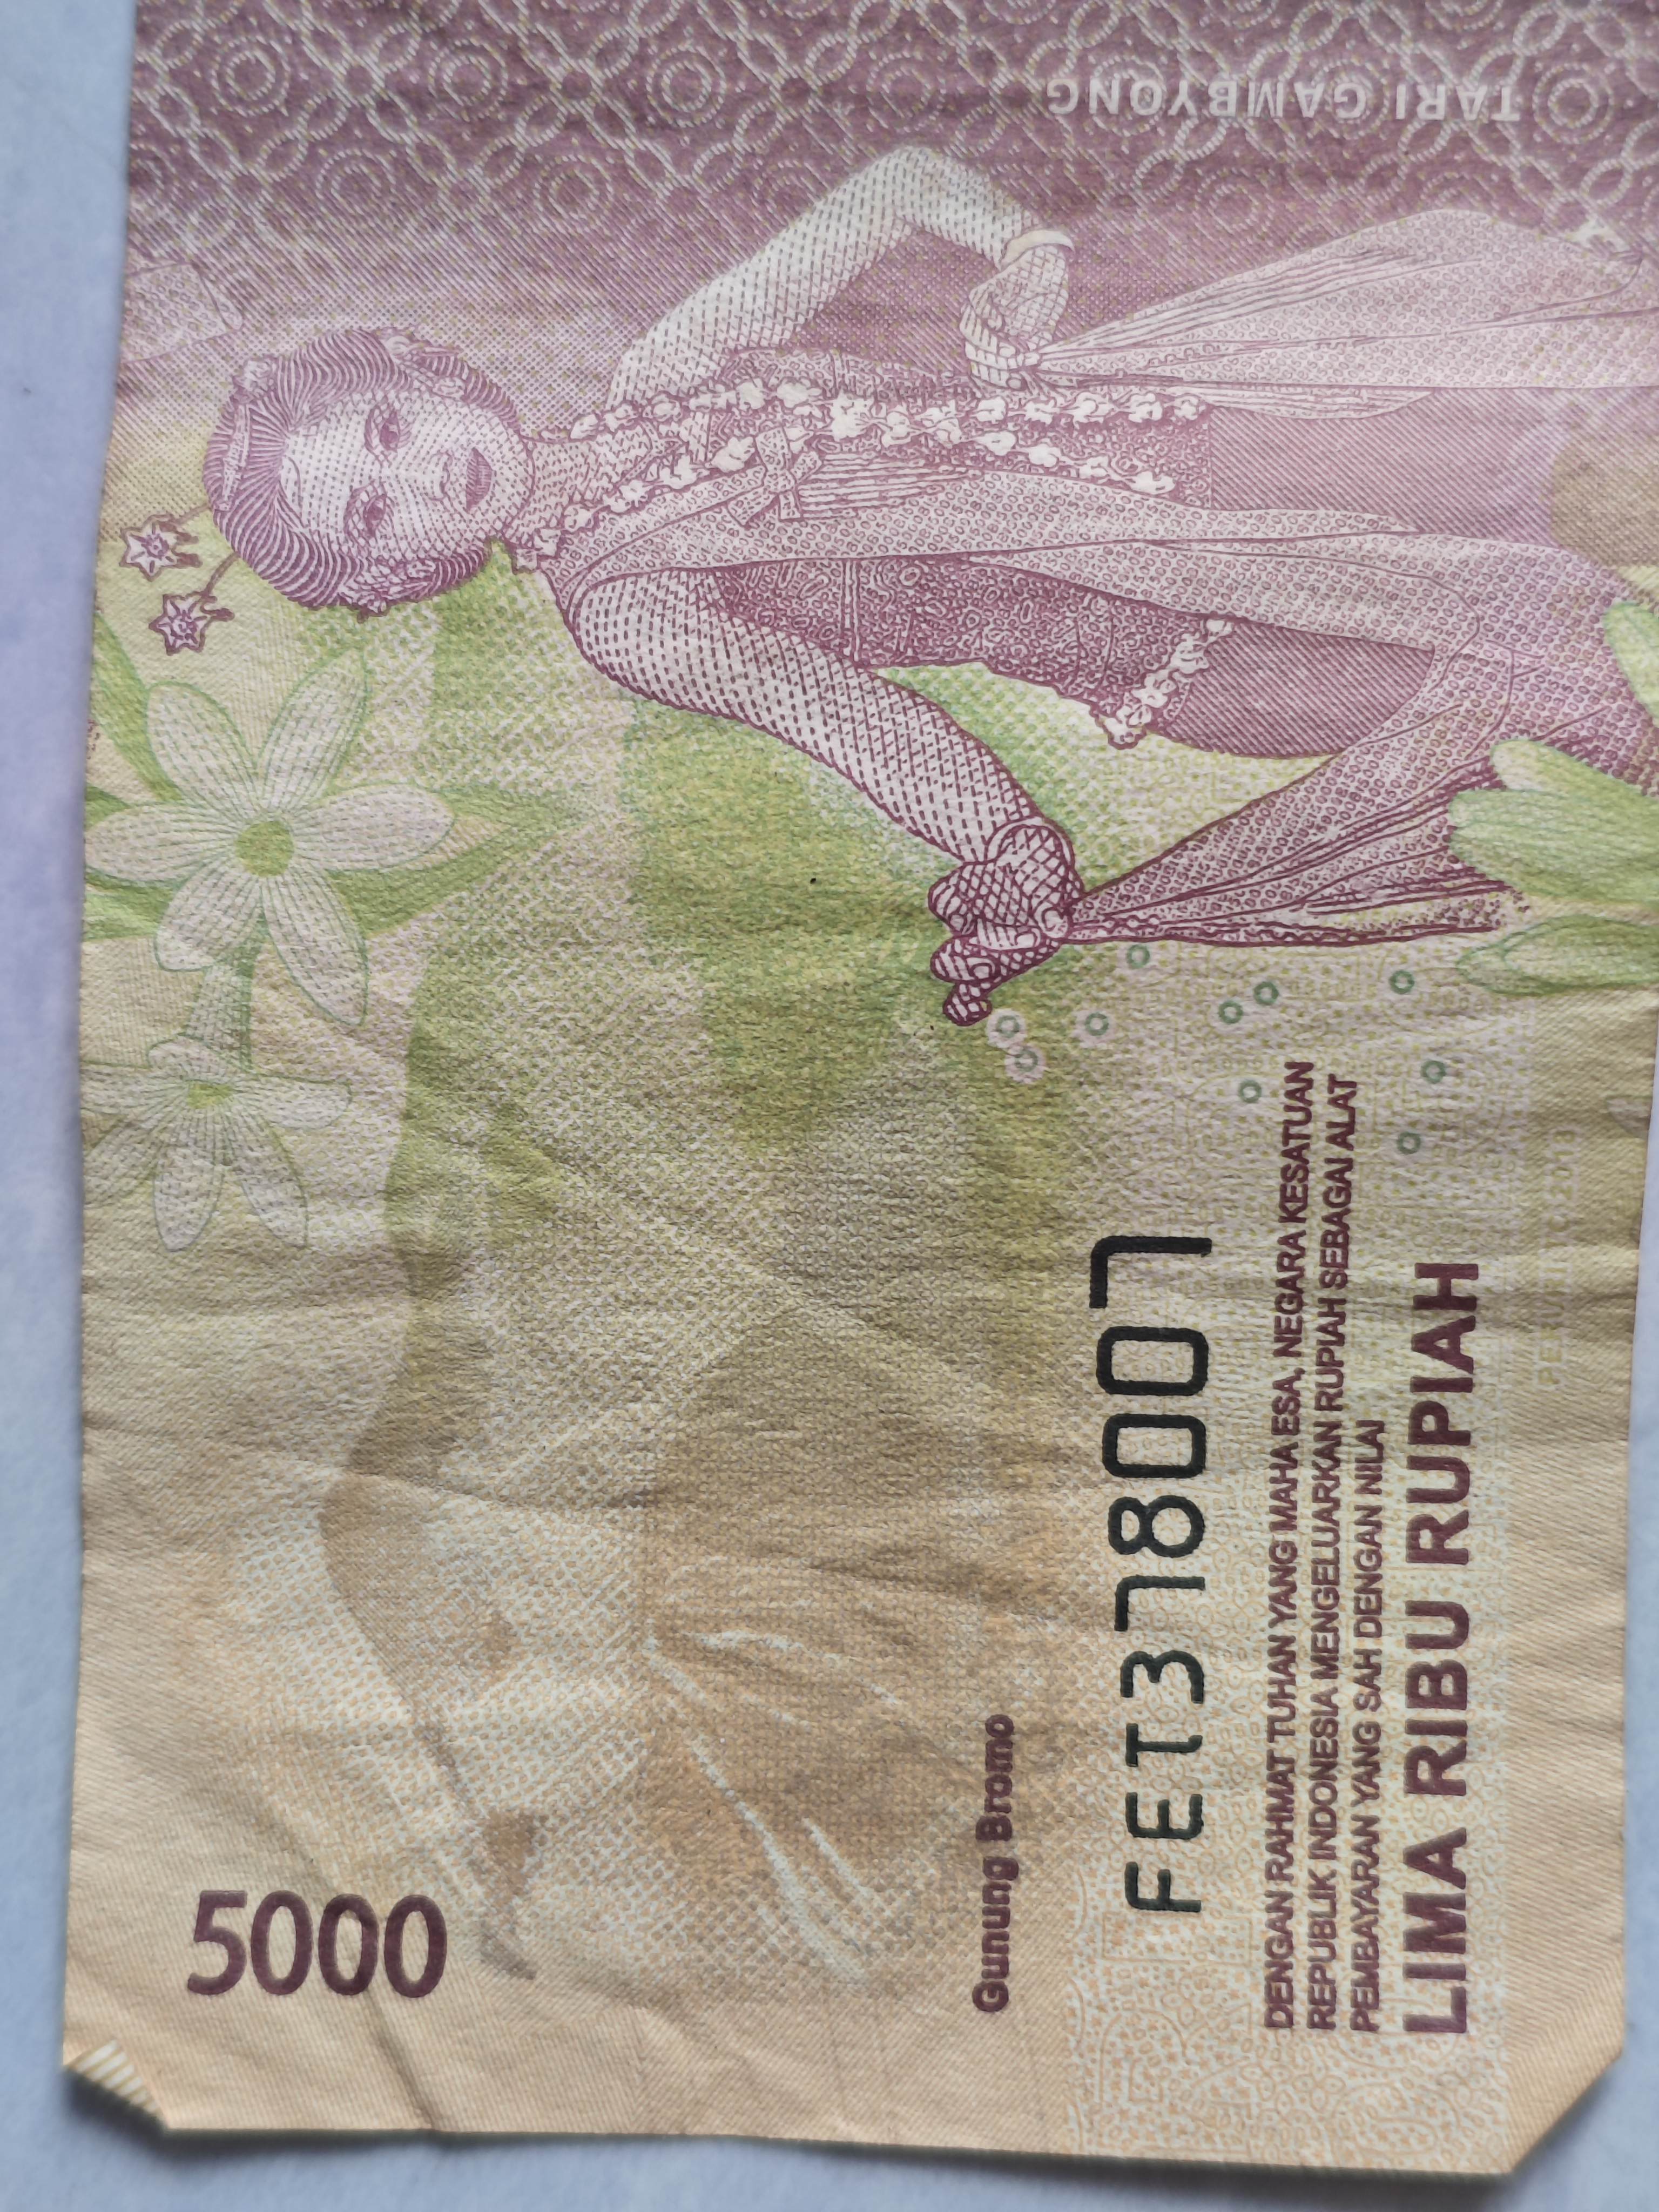 5000
Gunung Bromo
FET378007
DENGAN RAHMAT TUHAN YANG MAHA ESA, NEGARA KESATUAN
REPUBLIK INDONESIA MENGELUARKAN RUPIAH SEBAGAI ALAT
PEMBAYARAN YANG SAH DENGAN NILAI
LIMA RIBU RUPIAH
TARI GAMBYONG